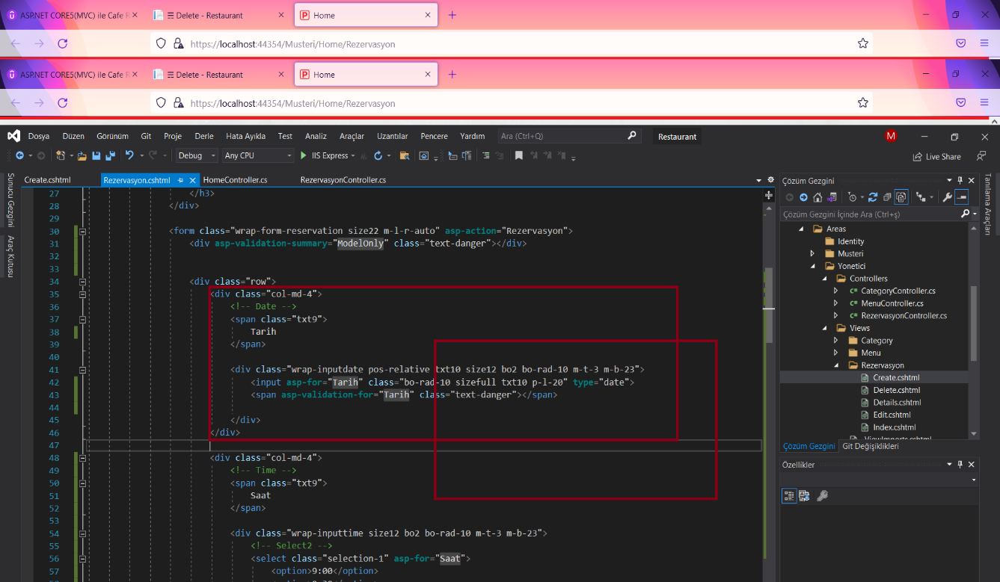 ASP.NET CORE5(MVC) ile Cafe R
Delete - Restaurant
Home
https://localhost:44354/Musteri/Home/Rezervasyon
ASP.NET CORE5(MVC) ile Cafe R
Delete - Restaurant
Home
https://localhost:44354/Musteri/Home/Rezervasyon
Dosya Düzen Görünüm Git Proje Derle Hata Ayıkla Test Analiz Araçlar Uzantılar Pencere Yardım Ara (Ctrl+Q) Restaurant M
Debug Any CPU IIS Express Live Share
Sunucu Gezgini
Araç Kutusu
Create.cshtml Rezervasyon.cshtml HomeController.cs RezervasyonController.cs
27 </h3>
28 </div>
29
30 <form class="wrap-form-reservation size22 m-l-r-auto" asp-action="Rezervasyon">
31 <div asp-validation-summary="ModelOnly" class="text-danger"></div>
32
33
34 <div class="row">
35 <div class="col-md-4">
36 <!-- Date -->
37 <span class="txt9">
38 Tarih
39 </span>
40
41 <div class="wrap-inputdate pos-relative txt10 size12 bo2 bo-rad-10 m-t-3 m-b-23">
42 <input asp-for="Tarih" class="bo-rad-10 sizefull txt10 p-l-20" type="date">
43 <span asp-validation-for="Tarih" class="text-danger"></span>
44
45 </div>
46 </div>
47
48 <div class="col-md-4">
49 <!-- Time -->
50 <span class="txt9">
51 Saat
52 </span>
53
54 <div class="wrap-inputtime size12 bo2 bo-rad-10 m-t-3 m-b-23">
55 <!-- Select2 -->
56 <select class="selection-1" asp-for="Saat">
57 <option>9:00</option>
Çözüm Gezgini
Çözüm Gezgini İçinde Ara (Ctrl+ş)
Areas
Identity
Musteri
Yonetici
Controllers
CategoryController.cs
MenuController.cs
RezervasyonController.cs
Views
Category
Menu
Rezervasyon
Create.cshtml
Delete.cshtml
Details.cshtml
Edit.cshtml
Index.cshtml
Çözüm Gezgini Git Değişiklikleri
Özellikler
Tanılama Araçları